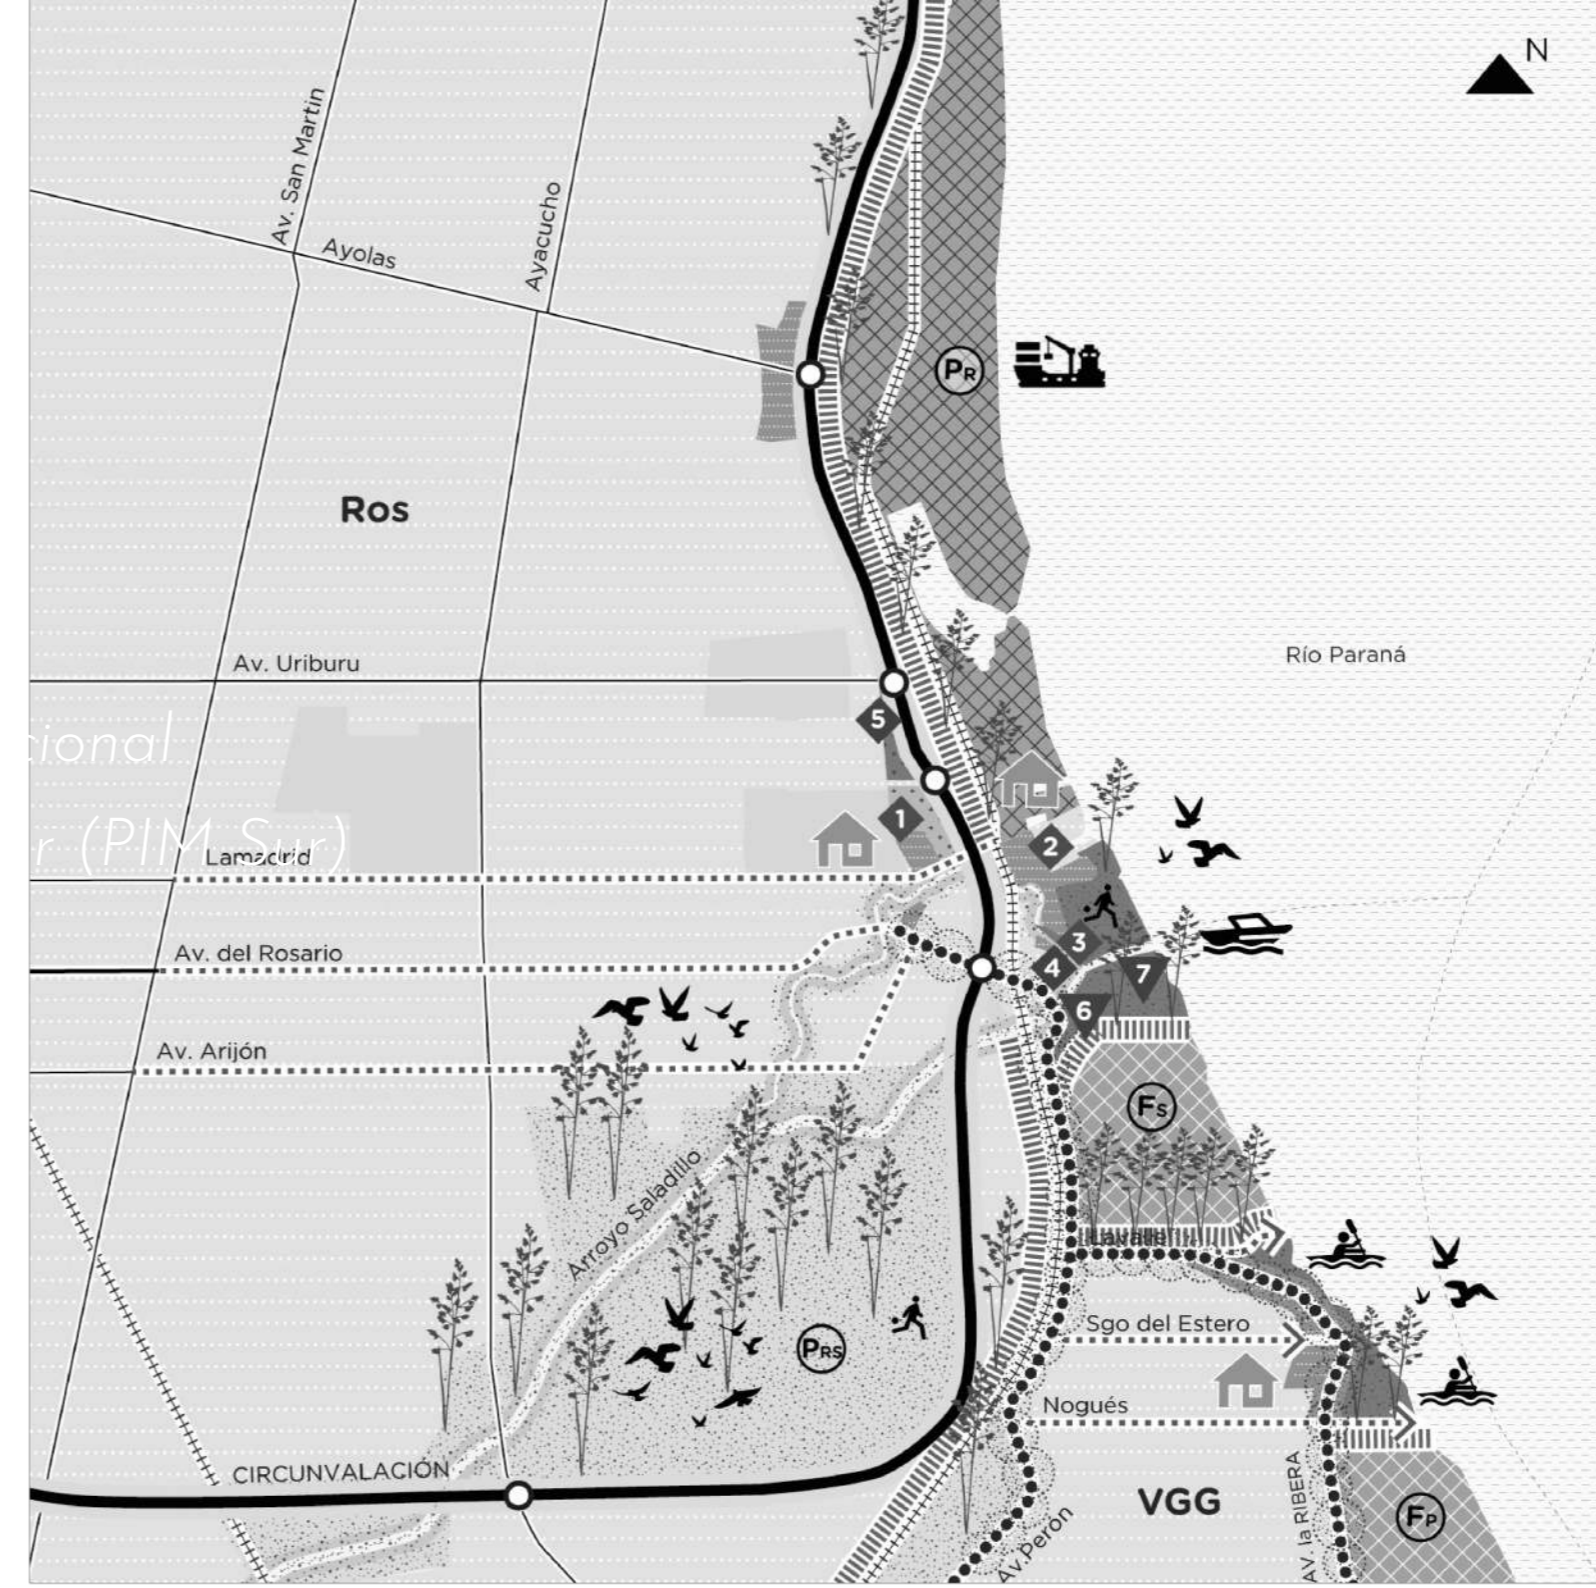 N
Av. San Martin
Ayolas
Ayacucho
PR
Ros
Río Paraná
Av. Uriburu
5
cional
1
r (PIM Sur)
2
Lamadrid
3
Av. del Rosario
4
7
6
Av. Arijón
FS
Arroyo Saladillo
Lavalle
Sgo del Estero
PRS
Nogués
CIRCUNVALACIÓN
VGG
AV. la RIBERA
FP
Av Perón